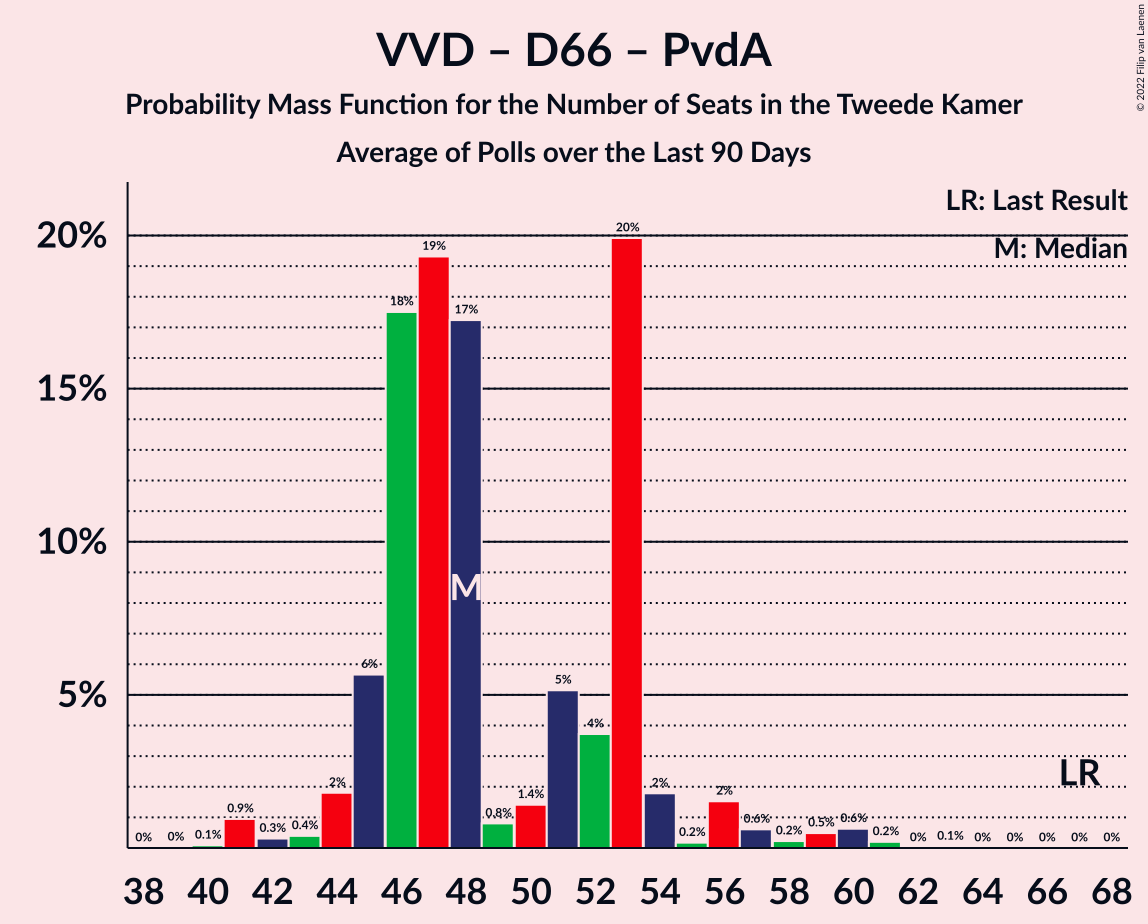 VVD – D66 – PvdA
Probability Mass Function for the Number of Seats in the Tweede Kamer
Average of Polls over the Last 90 Days
© 2022 Filip van Laenen
LR: Last Result
M: Median
20%
15%
10%
5%
0% 0% 0.1% 0.9% 0.3% 0.4% 2% 6% 18% 19% 17% 0.8% 1.4% 5% 4% 20% 2% 0.2% 2% 0.6% 0.2% 0.5% 0.6% 0.2% 0% 0.1% 0% 0% 0% 0% 0%
M
LR
38 40 42 44 46 48 50 52 54 56 58 60 62 64 66 68